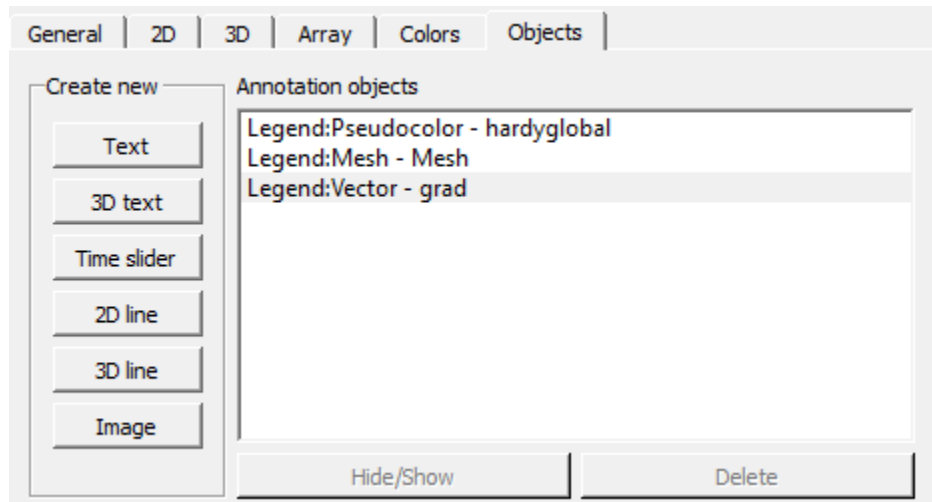 General 2D 3D Array Colors Objects
Create new Annotation objects
Text
3D text
Time slider
2D line
3D line
Image
Legend:Pseudocolor - hardyglobal
Legend:Mesh - Mesh
Legend:Vector - grad
Hide/Show Delete